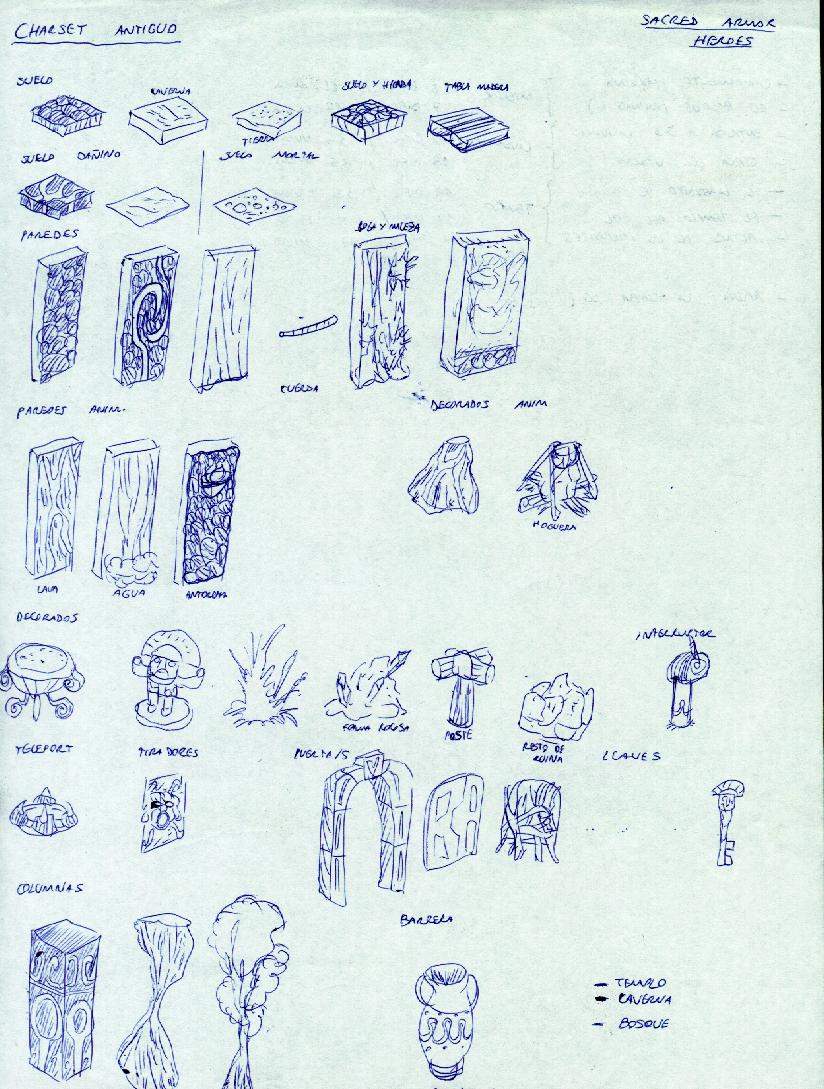 CHARSET ANTIGUO
SACRED ARMOR
HEROES
SUELO
CAVERNA
TIERRA
SUELO Y HIERBA
TABLA MADERA
SUELO DAÑINO
SUELO MORTAL
PAREDES
CUERDA
ROCA Y MALEZA
PAREDES ANIM.
DECORADOS ANIM
LAVA
AGUA
ANTORCHA
HOGUERA
DECORADOS
FORMA ROCOSA
POSTE
RESTO DE
RUINA
INTERRUPTOR
TELEPORT
TIRADORES
PUERTAS
LLAVES
COLUMNAS
BARRERA
– TEMPLO
– CAVERNA
– BOSQUE